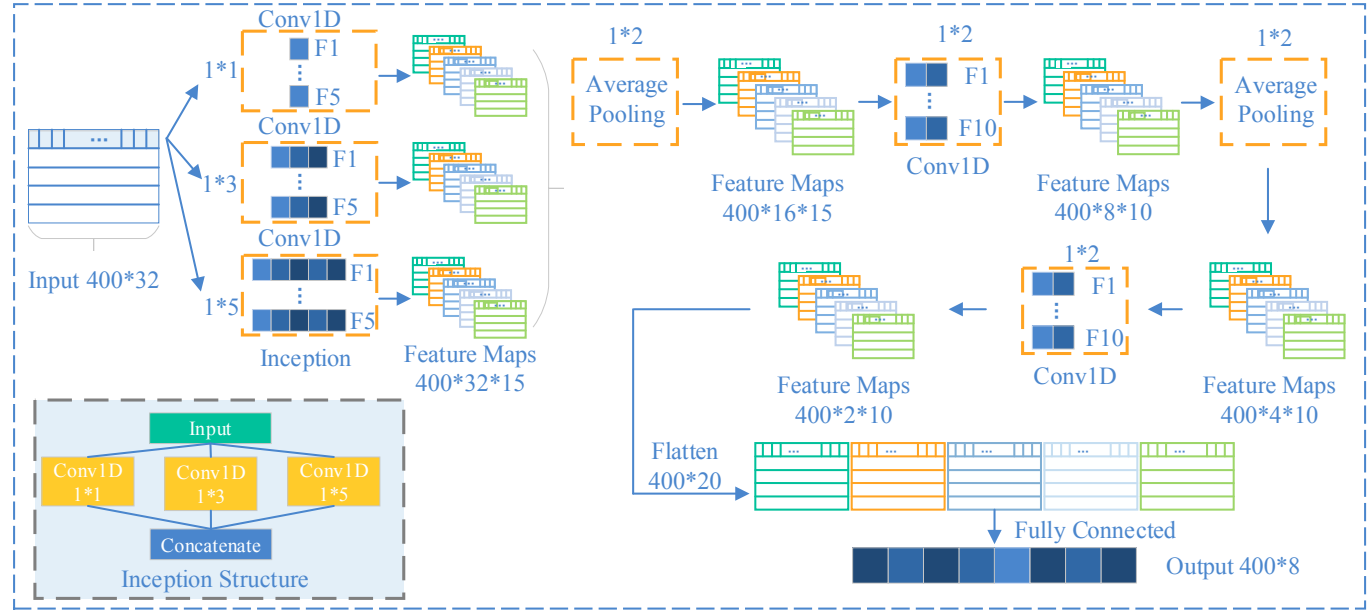 Conv1D
1*1
F1
F5
Conv1D
1*3
F1
F5
Conv1D
1*5
F1
F5
Inception
Input 400*32
Feature Maps
400*32*15
1*2
Average
Pooling
Feature Maps
400*16*15
1*2
F1
F10
Conv1D
Feature Maps
400*8*10
1*2
Average
Pooling
Feature Maps
400*4*10
1*2
F1
F10
Conv1D
Feature Maps
400*2*10
Flatten
400*20
Fully Connected
Output 400*8
Input
Conv1D
1*1
Conv1D
1*3
Conv1D
1*5
Concatenate
Inception Structure